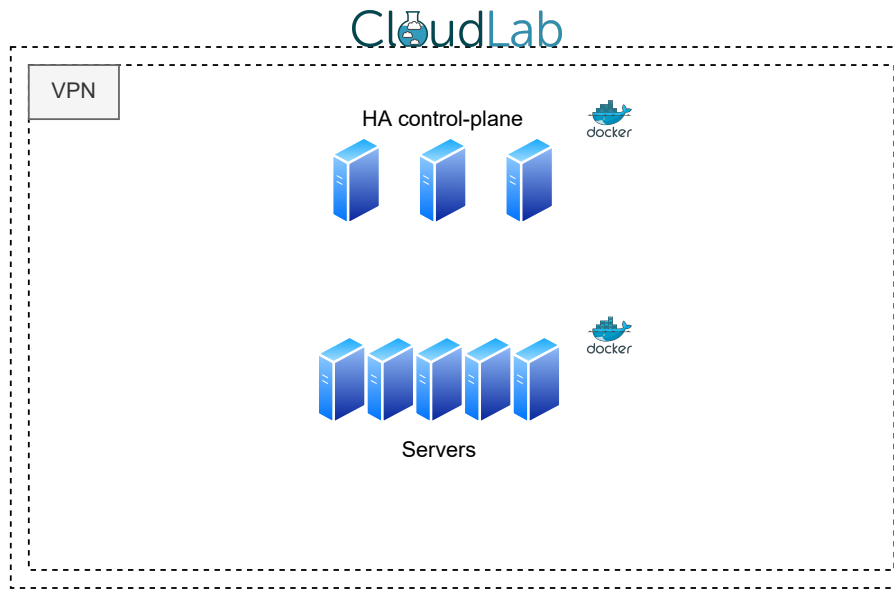 CloudLab
VPN
HA control-plane
docker
docker
Servers